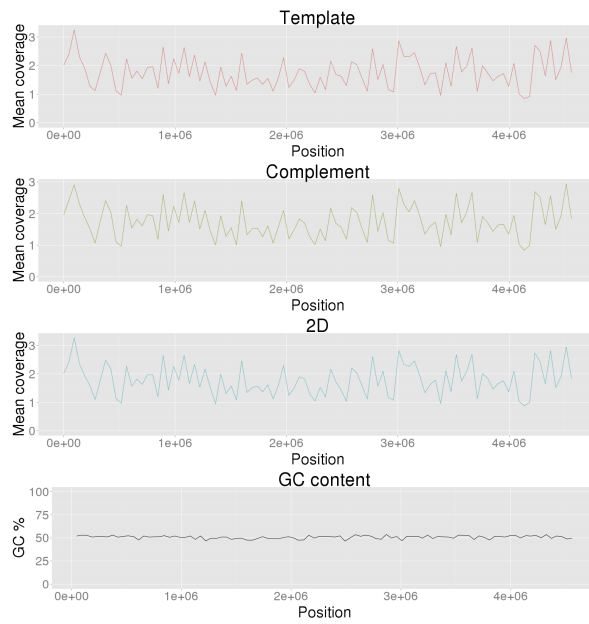 Template
Mean coverage
3
2
1
0
0e+00 1e+06 2e+06 3e+06 4e+06
Position
Complement
Mean coverage
3
2
1
0
0e+00 1e+06 2e+06 3e+06 4e+06
Position
2D
Mean coverage
3
2
1
0
0e+00 1e+06 2e+06 3e+06 4e+06
Position
GC content
GC %
100
75
50
25
0
0e+00 1e+06 2e+06 3e+06 4e+06
Position